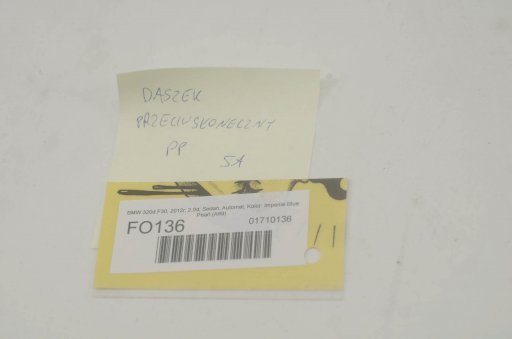 DASZEK
PRZECIWSŁONECZNY
PP
5A
BMW 320d F30, 2012r, 2.0d, Sedan, Automat, Kolor: Imperial Blue
Pearl (A89)
FO136
01710136